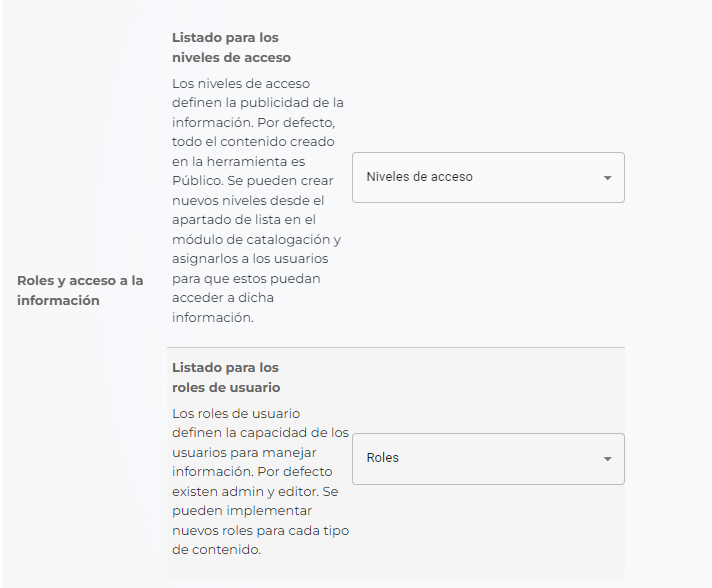 Roles y acceso a la
información
Listado para los
niveles de acceso
Los niveles de acceso
definen la publicidad de la
información. Por defecto,
todo el contenido creado
en la herramienta es
Público. Se pueden crear
nuevos niveles desde el
apartado de lista en el
módulo de catalogación y
asignarlos a los usuarios
para que estos puedan
acceder a dicha
información.
Niveles de acceso
Listado para los
roles de usuario
Los roles de usuario
definen la capacidad de los
usuarios para manejar
información. Por defecto
existen admin y editor. Se
pueden implementar
nuevos roles para cada tipo
de contenido.
Roles